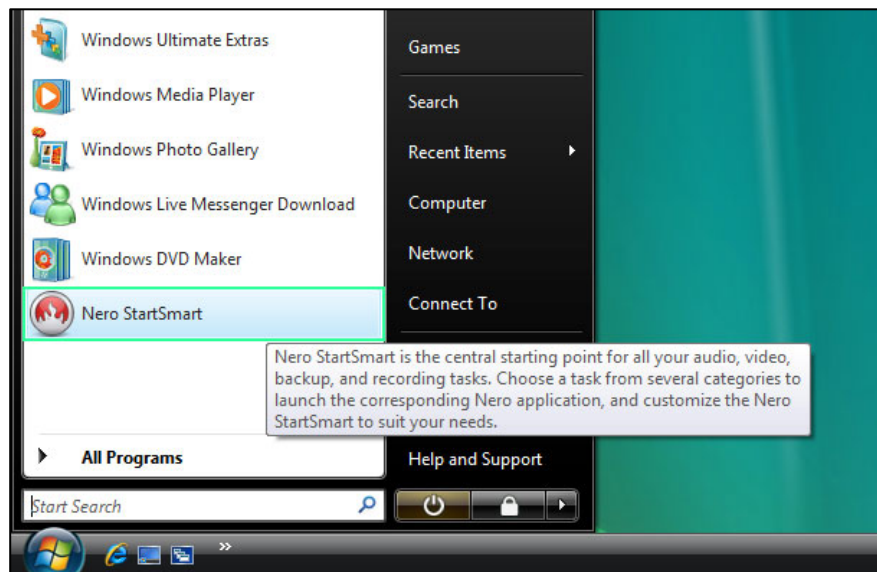 Windows Ultimate Extras
Windows Media Player
Windows Photo Gallery
Windows Live Messenger Download
Windows DVD Maker
Nero StartSmart
All Programs
Start Search
Games
Search
Recent Items
Computer
Network
Connect To
Nero StartSmart is the central starting point for all your audio, video,
backup, and recording tasks. Choose a task from several categories to
launch the corresponding Nero application, and customize the Nero
StartSmart to suit your needs.
Help and Support